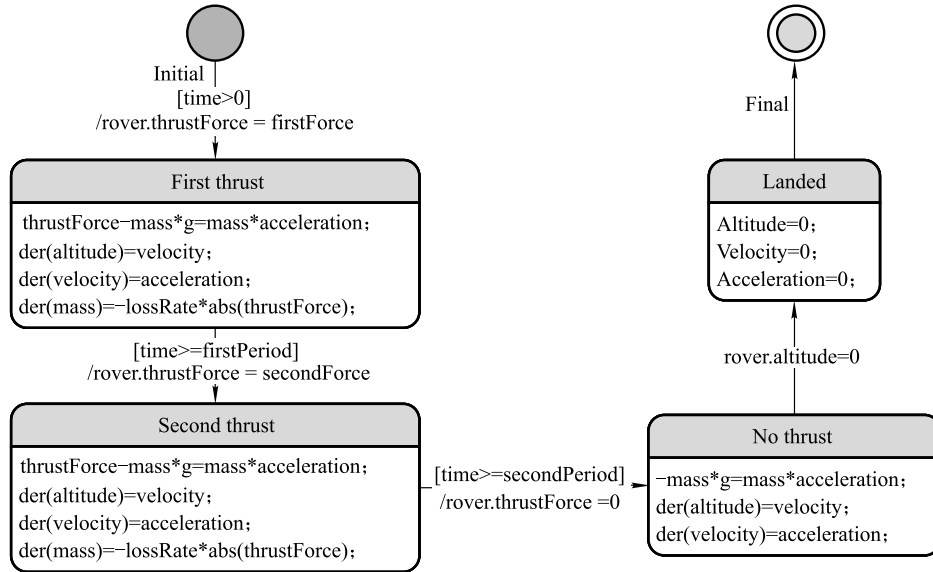 Initial
[time>0]
/rover.thrustForce = firstForce
First thrust
thrustForce−mass*g=mass*acceleration；
der(altitude)=velocity；
der(velocity)=acceleration；
der(mass)=−lossRate*abs(thrustForce)；
[time>=firstPeriod]
/rover.thrustForce = secondForce
Second thrust
thrustForce−mass*g=mass*acceleration；
der(altitude)=velocity；
der(velocity)=acceleration；
der(mass)=−lossRate*abs(thrustForce)；
[time>=secondPeriod]
/rover.thrustForce =0
No thrust
−mass*g=mass*acceleration；
der(altitude)=velocity；
der(velocity)=acceleration；
rover.altitude=0
Landed
Altitude=0；
Velocity=0；
Acceleration=0；
Final